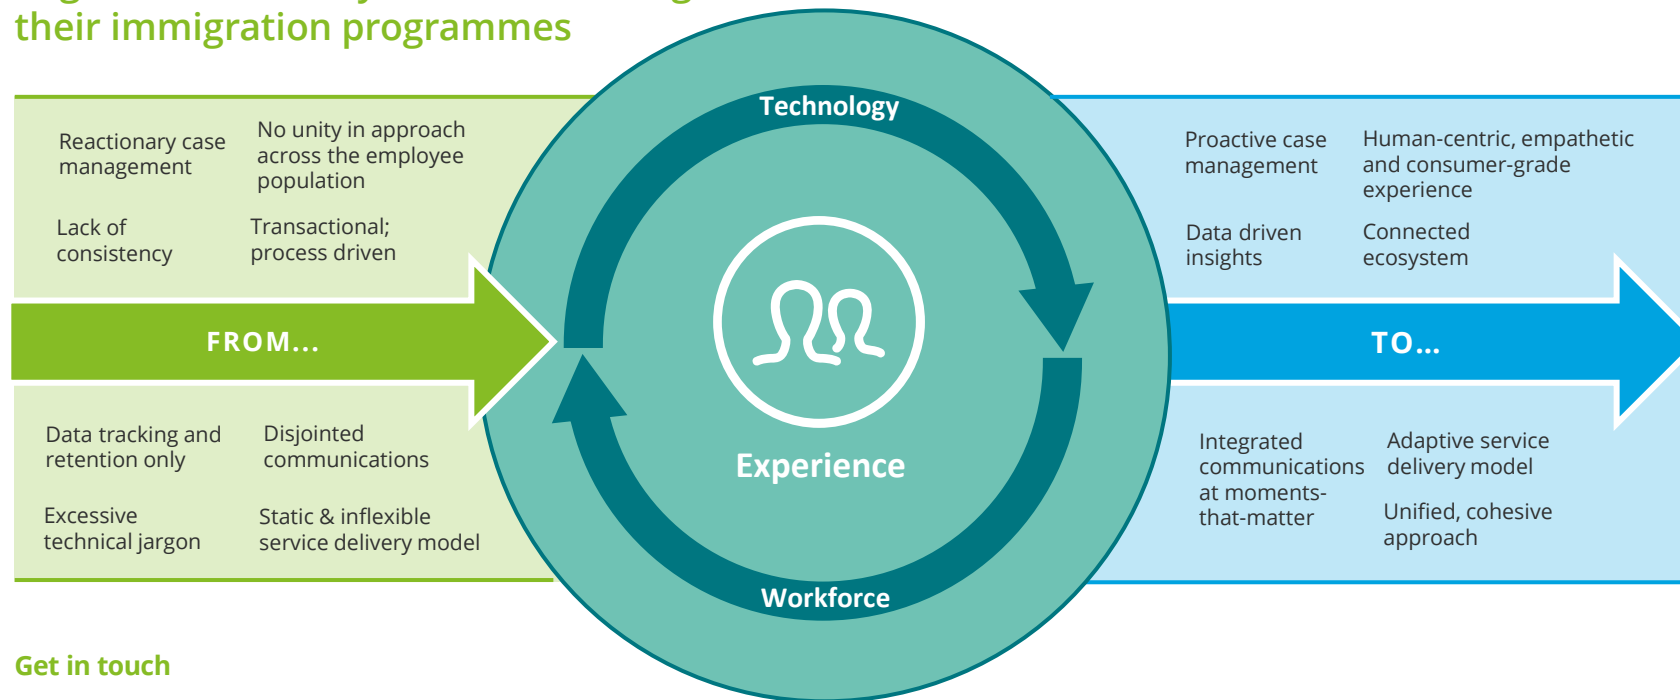 their immigration programmes
Reactionary case
management
No unity in approach
across the employee
population
Lack of
consistency
Transactional;
process driven
FROM...
Data tracking and
retention only
Disjointed
communications
Excessive
technical jargon
Static & inflexible
service delivery model
Technology
Experience
Workforce
Proactive case
management
Human-centric, empathetic
and consumer-grade
experience
Data driven
insights
Connected
ecosystem
TO...
Integrated
communications
at moments-
that-matter
Adaptive service
delivery model
Unified, cohesive
approach
Get in touch